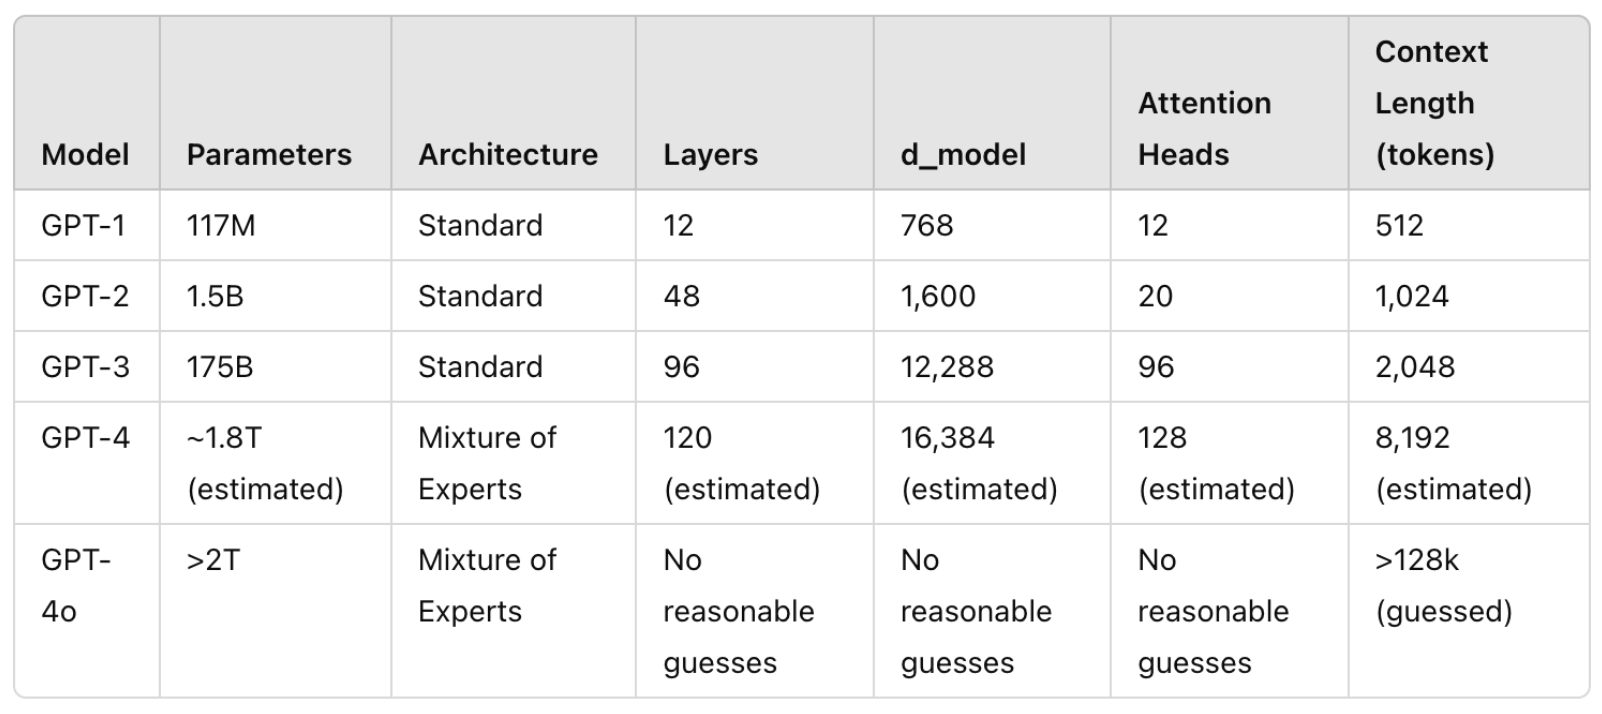 Model Parameters Architecture Layers d_model Attention Heads Context Length (tokens)
GPT-1 117M Standard 12 768 12 512
GPT-2 1.5B Standard 48 1,600 20 1,024
GPT-3 175B Standard 96 12,288 96 2,048
GPT-4 ~1.8T (estimated) Mixture of Experts 120 (estimated) 16,384 (estimated) 128 (estimated) 8,192 (estimated)
GPT-4o >2T Mixture of Experts No reasonable guesses No reasonable guesses No reasonable guesses >128k (guessed)